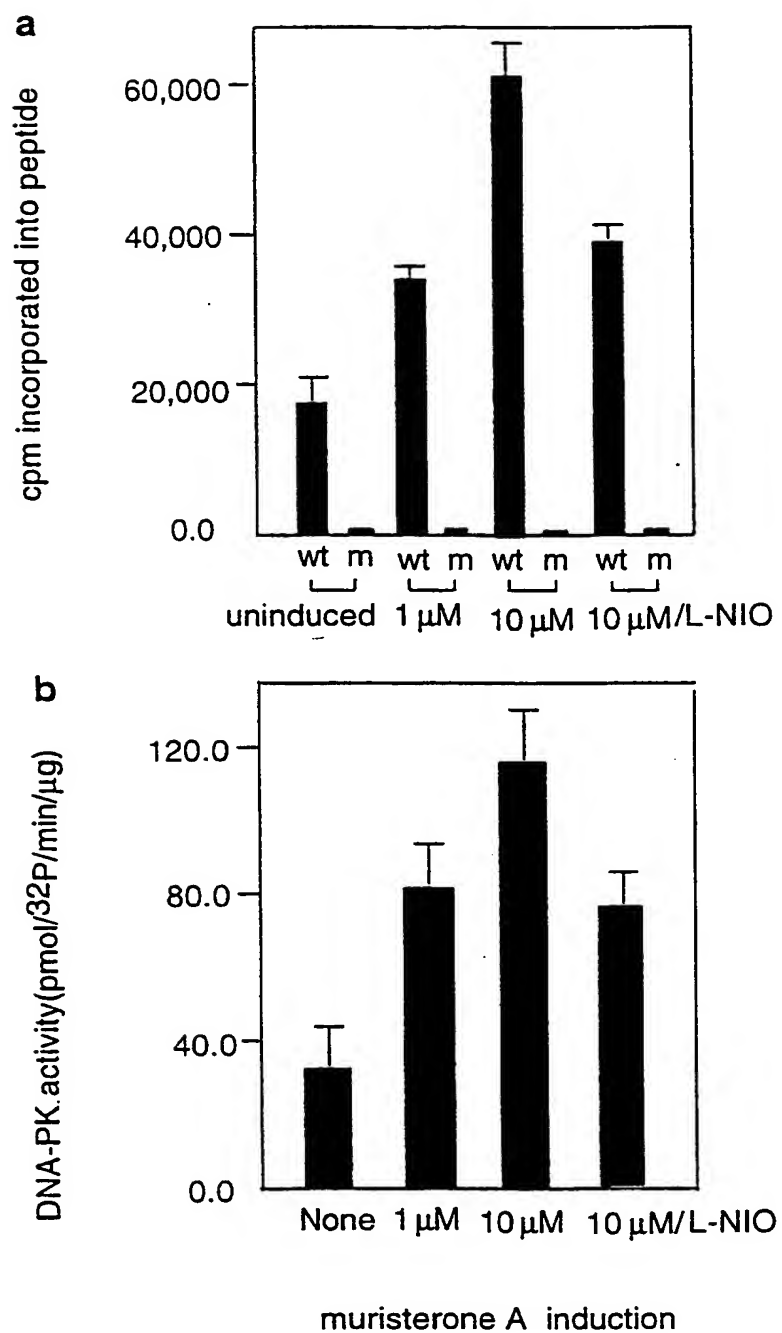 a
cpm incorporated into peptide
60,000
40,000
20,000
0.0
wt m wt m wt m wt m
uninduced 1 μM 10 μM 10 μM/L-NIO
b
DNA-PK.activity(pmol/32P/min/μg)
120.0
80.0
40.0
0.0
None 1 μM 10 μM 10 μM/L-NIO
muristerone A induction